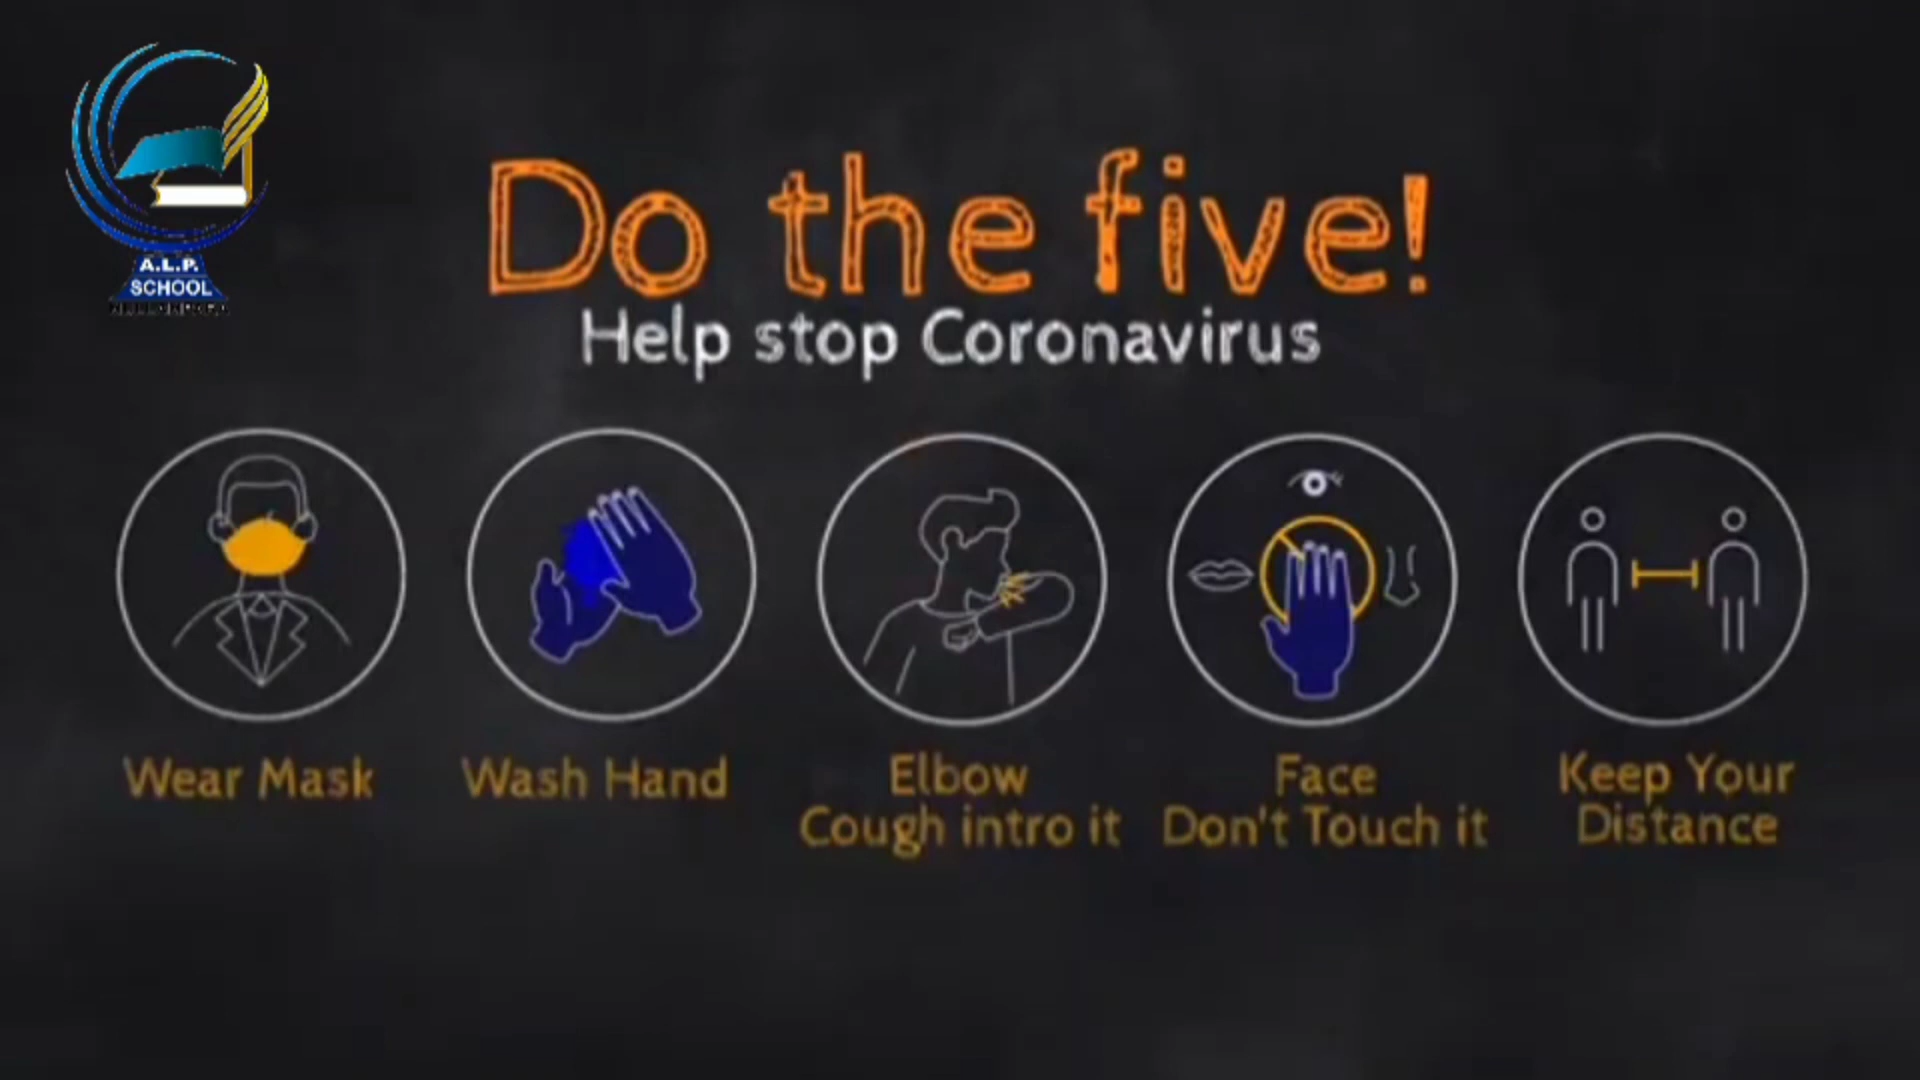 A.L.P.
SCHOOL
Do the five!
Help stop Coronavirus
Wear Mask
Wash Hand
Elbow
Cough intro it
Face
Don't Touch it
Keep Your
Distance